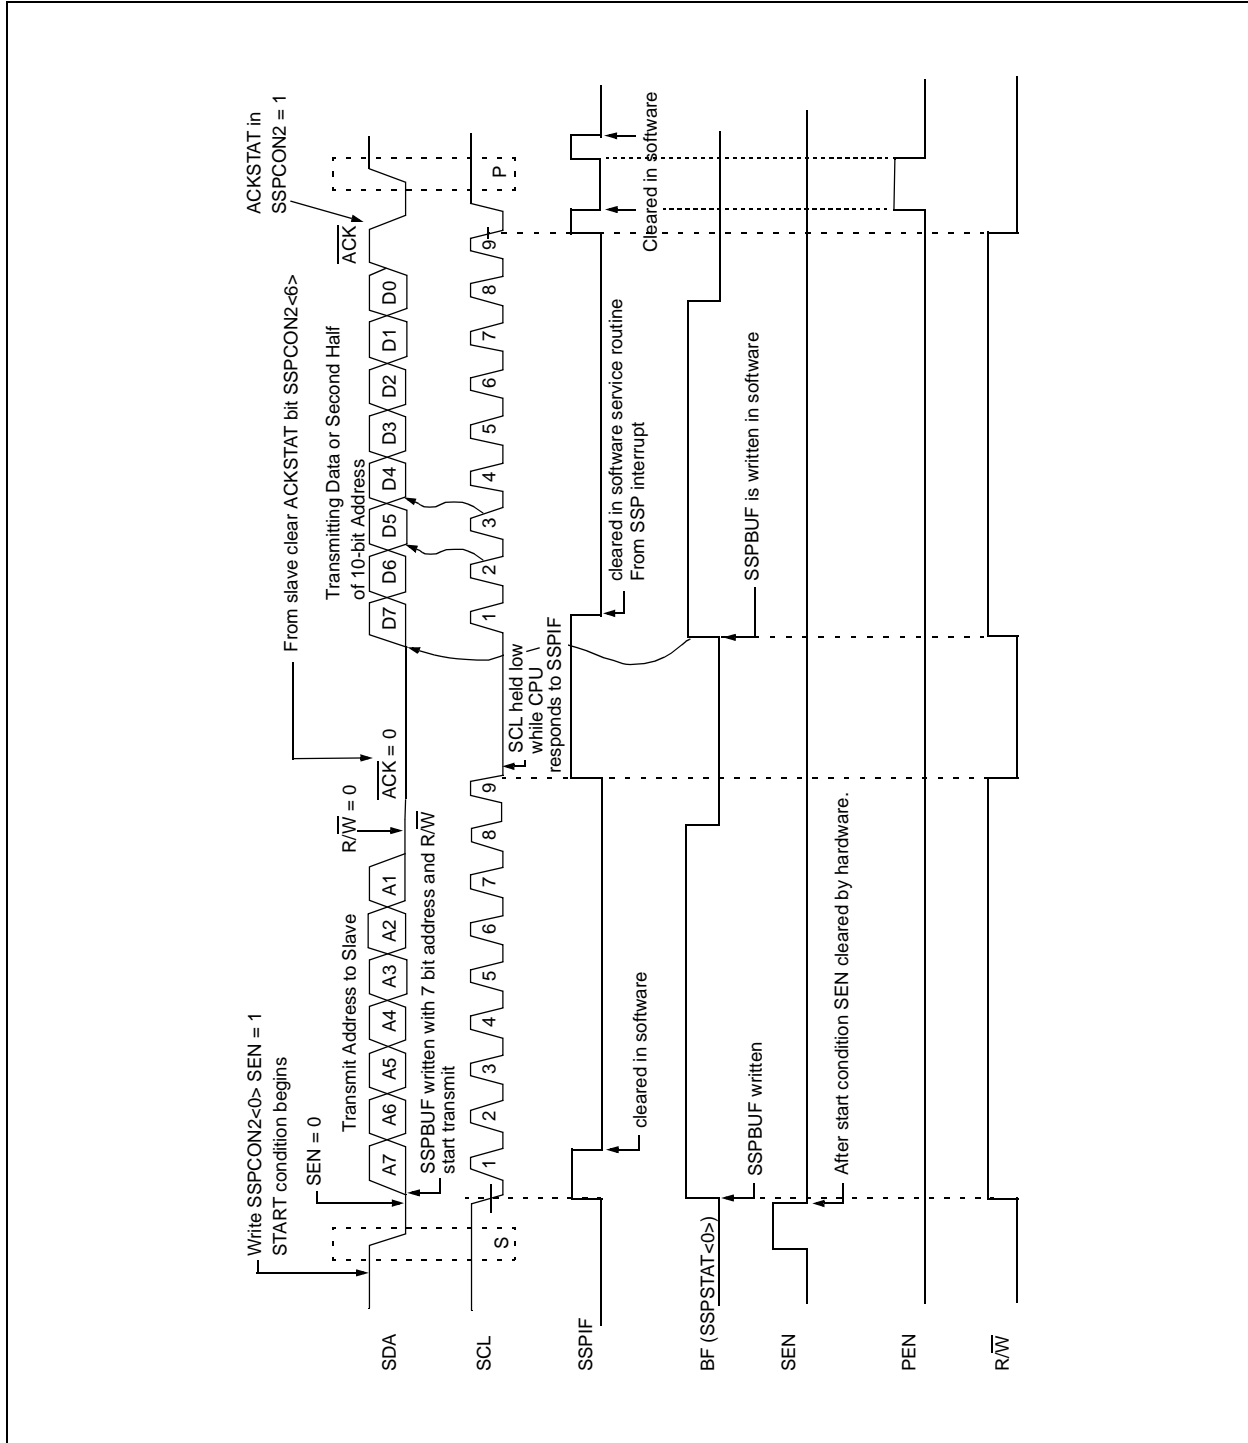 Write SSPCON2<0> SEN = 1
START condition begins
From slave clear ACKSTAT bit SSPCON2<6>
ACKSTAT in
SSPCON2 = 1
SEN = 0
Transmit Address to Slave
R/W = 0
ACK = 0
Transmitting Data or Second Half
of 10-bit Address
ACK
SDA
A7 A6 A5 A4 A3 A2 A1
D7 D6 D5 D4 D3 D2 D1 D0
SSPBUF written with 7 bit address and R/W
start transmit
SCL
S
1 2 3 4 5 6 7 8 9
1 2 3 4 5 6 7 8 9
P
SCL held low
while CPU
responds to SSPIF
SSPIF
cleared in software
cleared in software service routine
From SSP interrupt
Cleared in software
BF (SSPSTAT<0>)
SSPBUF written
SSPBUF is written in software
SEN
After start condition SEN cleared by hardware.
PEN
R/W